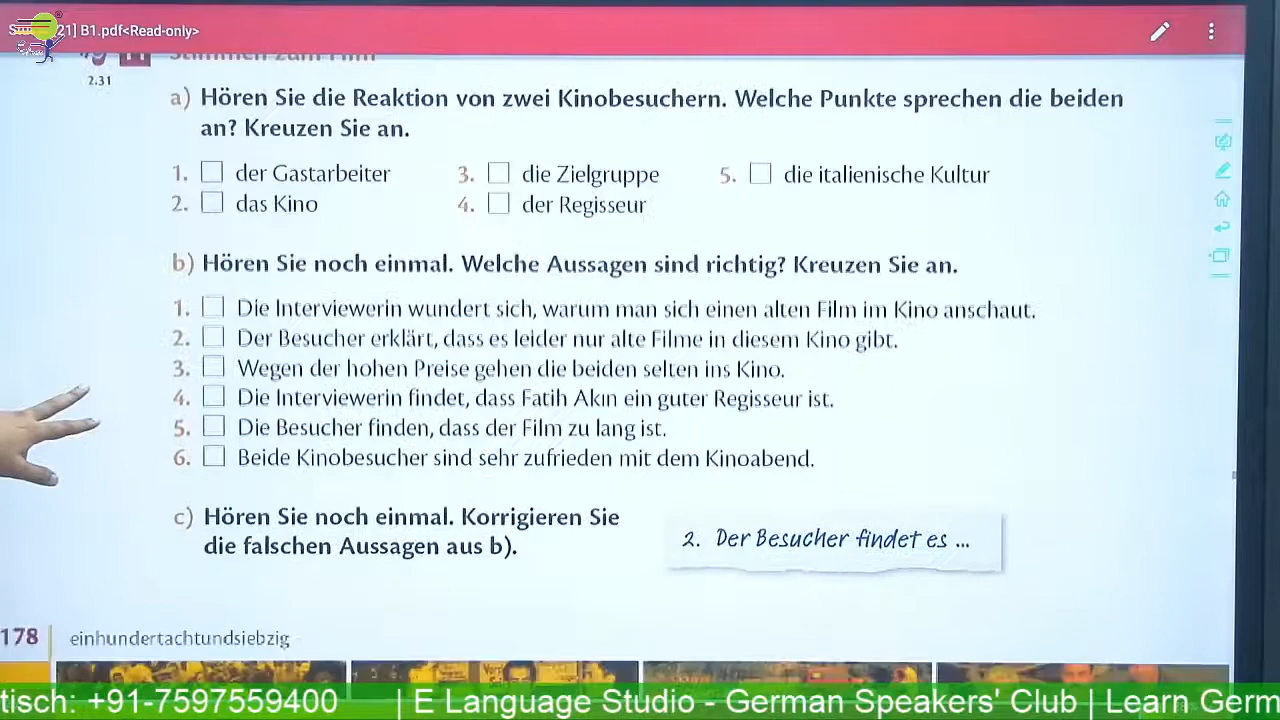 21] B1.pdf<Read-only>
Stimmen zum Film
2.31
a) Hören Sie die Reaktion von zwei Kinobesuchern. Welche Punkte sprechen die beiden
an? Kreuzen Sie an.
1. der Gastarbeiter 3. die Zielgruppe 5. die italienische Kultur
2. das Kino 4. der Regisseur
b) Hören Sie noch einmal. Welche Aussagen sind richtig? Kreuzen Sie an.
1. Die Interviewerin wundert sich, warum man sich einen alten Film im Kino anschaut.
2. Der Besucher erklärt, dass es leider nur alte Filme in diesem Kino gibt.
3. Wegen der hohen Preise gehen die beiden selten ins Kino.
4. Die Interviewerin findet, dass Fatih Akın ein guter Regisseur ist.
5. Die Besucher finden, dass der Film zu lang ist.
6. Beide Kinobesucher sind sehr zufrieden mit dem Kinoabend.
c) Hören Sie noch einmal. Korrigieren Sie
die falschen Aussagen aus b).
2. Der Besucher findet es ...
178 einhundertachtundsiebzig
tisch: +91-7597559400 | E Language Studio - German Speakers' Club | Learn Germ